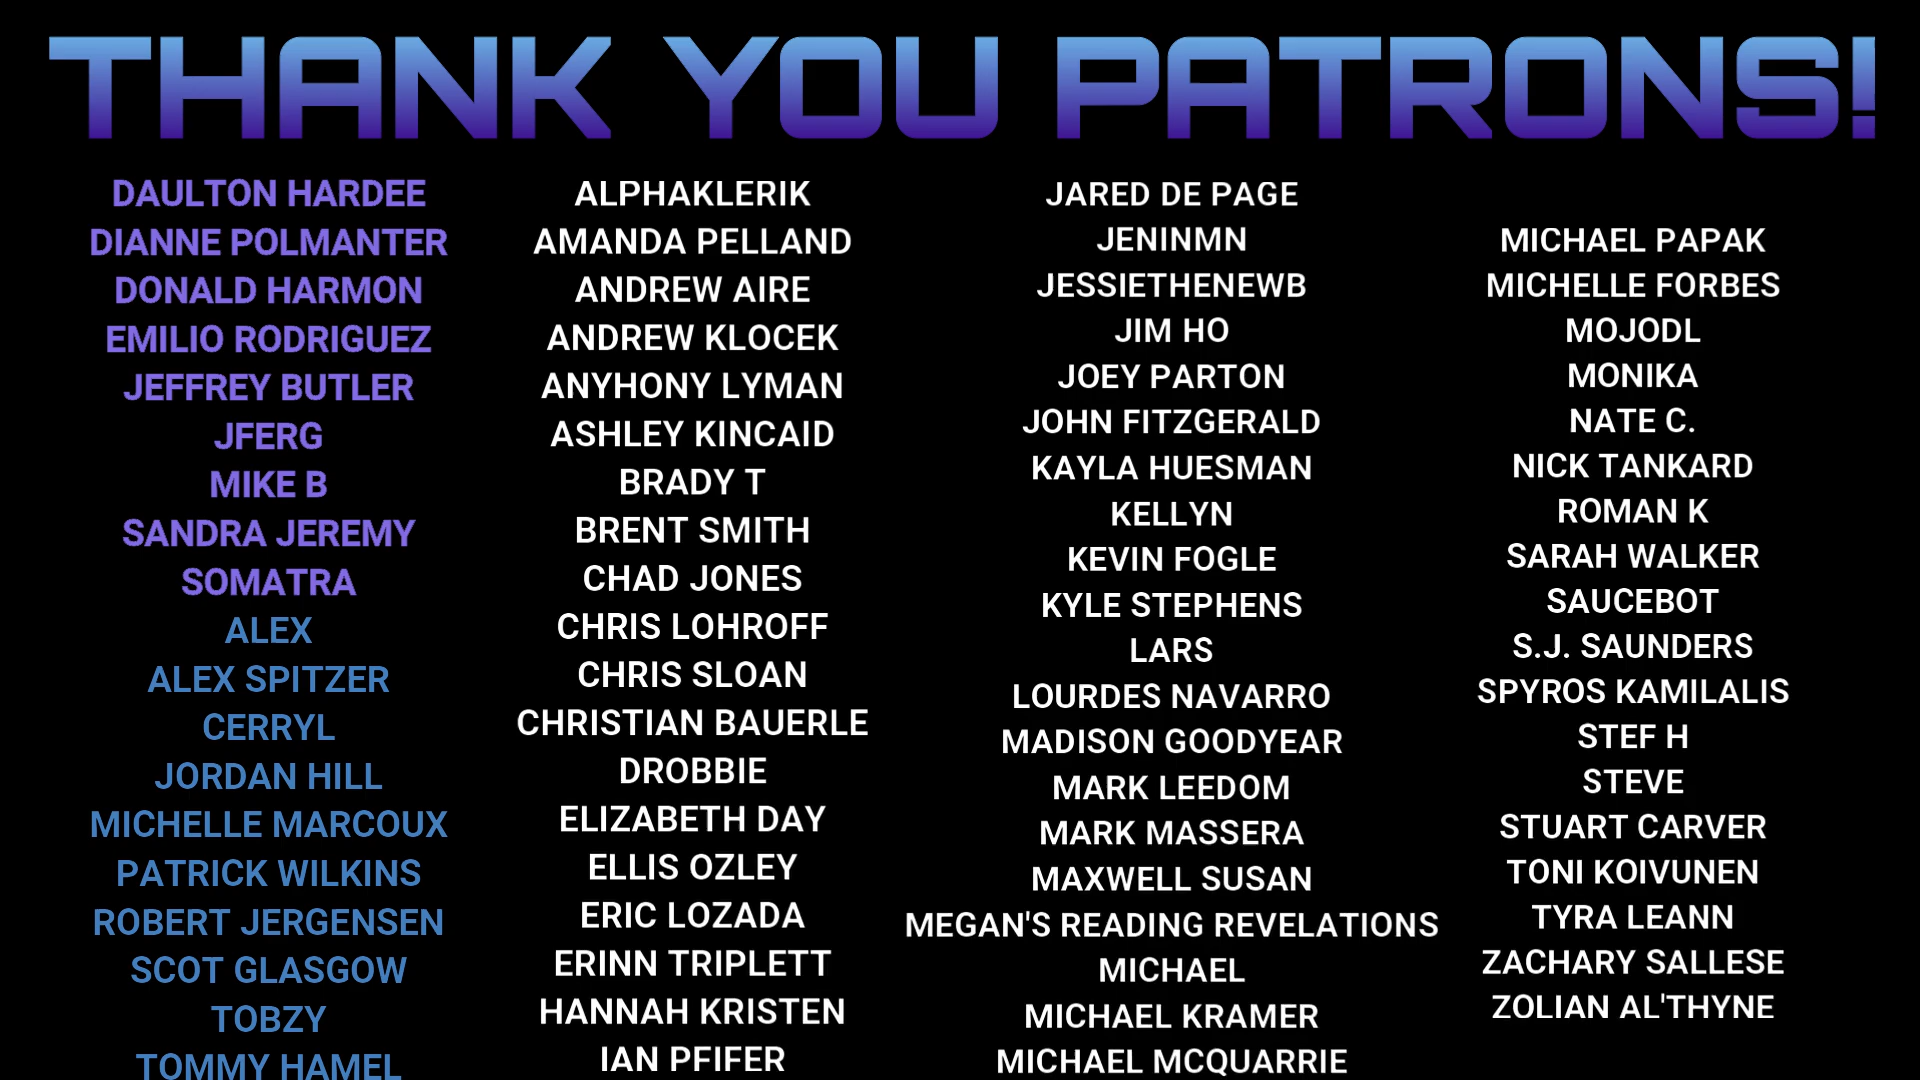 THANK YOU PATRONS!
DAULTON HARDEE
DIANNE POLMANTER
DONALD HARMON
EMILIO RODRIGUEZ
JEFFREY BUTLER
JFERG
MIKE B
SANDRA JEREMY
SOMATRA
ALEX
ALEX SPITZER
CERRYL
JORDAN HILL
MICHELLE MARCOUX
PATRICK WILKINS
ROBERT JERGENSEN
SCOT GLASGOW
TOBZY
TOMMY HAMEL
ALPHAKLERIK
AMANDA PELLAND
ANDREW AIRE
ANDREW KLOCEK
ANYHONY LYMAN
ASHLEY KINCAID
BRADY T
BRENT SMITH
CHAD JONES
CHRIS LOHROFF
CHRIS SLOAN
CHRISTIAN BAUERLE
DROBBIE
ELIZABETH DAY
ELLIS OZLEY
ERIC LOZADA
ERINN TRIPLETT
HANNAH KRISTEN
IAN PFIFER
JARED DE PAGE
JENINMN
JESSIETHENEWB
JIM HO
JOEY PARTON
JOHN FITZGERALD
KAYLA HUESMAN
KELLYN
KEVIN FOGLE
KYLE STEPHENS
LARS
LOURDES NAVARRO
MADISON GOODYEAR
MARK LEEDOM
MARK MASSERA
MAXWELL SUSAN
MEGAN'S READING REVELATIONS
MICHAEL
MICHAEL KRAMER
MICHAEL MCQUARRIE
MICHAEL PAPAK
MICHELLE FORBES
MOJODL
MONIKA
NATE C.
NICK TANKARD
ROMAN K
SARAH WALKER
SAUCEBOT
S.J. SAUNDERS
SPYROS KAMILALIS
STEF H
STEVE
STUART CARVER
TONI KOIVUNEN
TYRA LEANN
ZACHARY SALLESE
ZOLIAN AL'THYNE